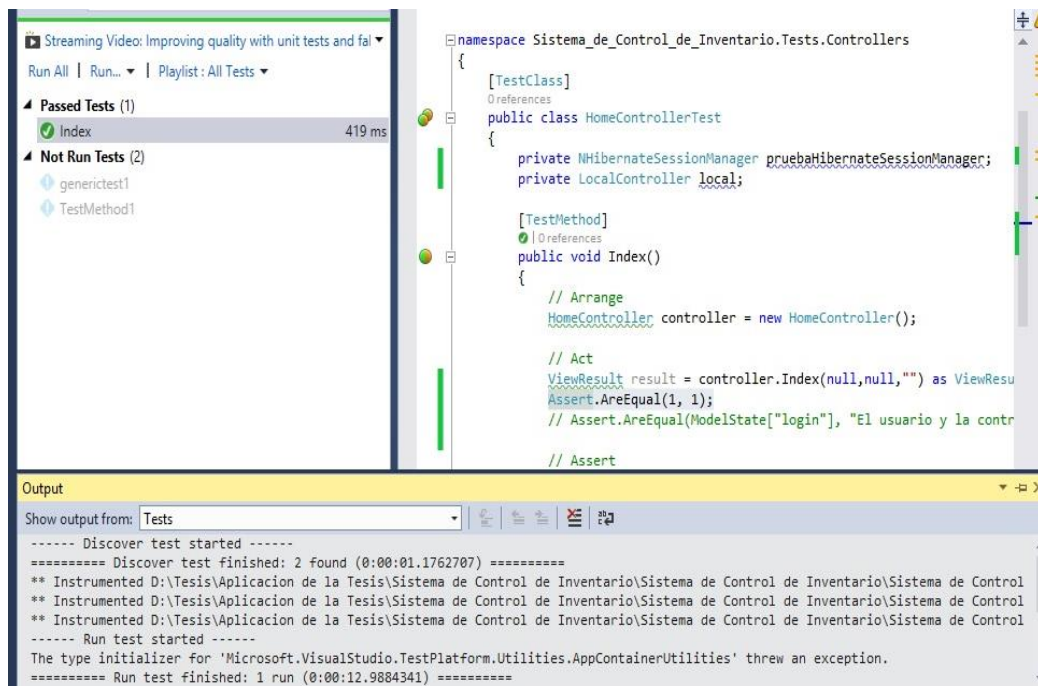 Streaming Video: Improving quality with unit tests and fal
Run All | Run... | Playlist : All Tests
Passed Tests (1)
Index 419 ms
Not Run Tests (2)
generictest1
TestMethod1
namespace Sistema_de_Control_de_Inventario.Tests.Controllers
{
[TestClass]
0 references
public class HomeControllerTest
{
private NHibernateSessionManager pruebaHibernateSessionManager;
private LocalController local;
[TestMethod]
| 0 references
public void Index()
{
// Arrange
HomeController controller = new HomeController();
// Act
ViewResult result = controller.Index(null,null,"") as ViewResu
Assert.AreEqual(1, 1);
// Assert.AreEqual(ModelState["login"], "El usuario y la contr
// Assert
Output
Show output from: Tests
------ Discover test started ------
========== Discover test finished: 2 found (0:00:01.1762707) ==========
** Instrumented D:\Tesis\Aplicacion de la Tesis\Sistema de Control de Inventario\Sistema de Control de Inventario\Sistema de Control
** Instrumented D:\Tesis\Aplicacion de la Tesis\Sistema de Control de Inventario\Sistema de Control de Inventario\Sistema de Control
** Instrumented D:\Tesis\Aplicacion de la Tesis\Sistema de Control de Inventario\Sistema de Control de Inventario\Sistema de Control
------ Run test started ------
The type initializer for 'Microsoft.VisualStudio.TestPlatform.Utilities.AppContainerUtilities' threw an exception.
========== Run test finished: 1 run (0:00:12.9884341) ==========